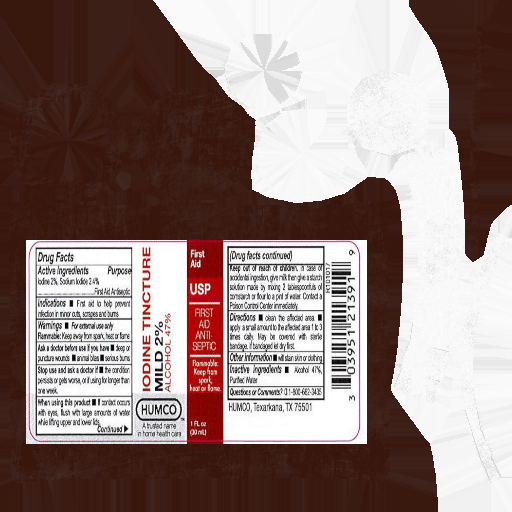 Drug Facts
Active Ingredients Purpose
Iodine 2%, Sodium Iodide 2.4%
First Aid Antiseptic
Indications ■ First aid to help prevent
infection in minor cuts, scrapes and burns
Warnings ■ For external use only
Flammable: Keep away from spark, heat or flame
Ask a doctor before use if you have ■ deep or
puncture wounds ■ animal bites ■ serious burns
Stop use and ask a doctor if ■ the condition
persists or gets worse, or if using for longer than
one week.
When using this product ■ If contact occurs
with eyes, flush with large amounts of water
while lifting upper and lower lids.
Continued ▶
IODINE TINCTURE
MILD 2%
ALCOHOL 47%
HUMCO
A trusted name
in home health care
First
Aid
USP
FIRST
AID
ANTI-
SEPTIC
Flammable:
Keep from
spark,
heat or flame.
1 FL oz
(30 mL)
(Drug facts continued)
Keep out of reach of children. In case of
accidental ingestion, give milk then give a starch
solution made by mixing 2 tablespoonfuls of
cornstarch or flour to a pint of water. Contact a
Poison Control Center immediately.
Directions ■ clean the affected area ■
apply a small amount to the affected area 1 to 3
times daily. May be covered with sterile
bandage. If bandaged let dry first.
Other information ■ will stain skin or clothing
Inactive Ingredients ■ Alcohol 47%,
Purified Water
Questions or Comments? 1-800-662-3435
HUMCO, Texarkana, TX 75501
R101017
3 03951 21391 9